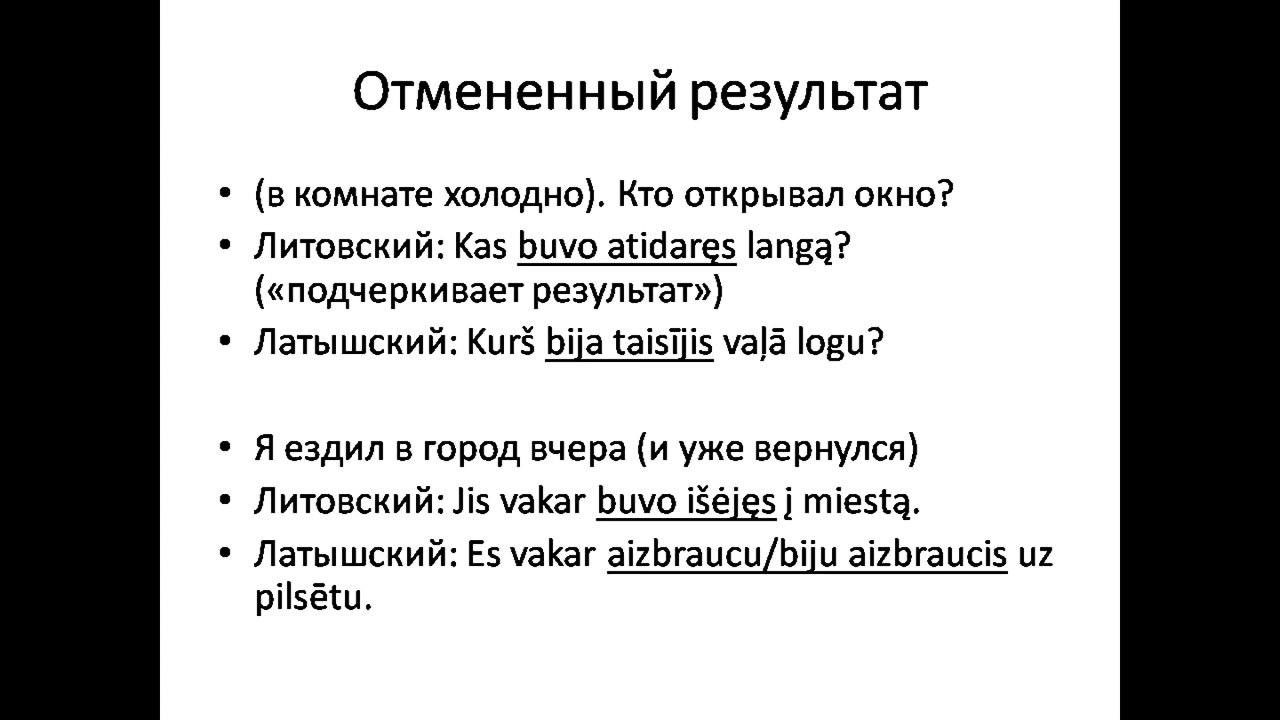 Отмененный результат
• (в комнате холодно). Кто открывал окно?
• Литовский: Kas buvo atidaręs langą?
(«подчеркивает результат»)
• Латышский: Kurš bija taisījis vaļā logu?
• Я ездил в город вчера (и уже вернулся)
• Литовский: Jis vakar buvo išėjęs į miestą.
• Латышский: Es vakar aizbraucu/biju aizbraucis uz
pilsētu.